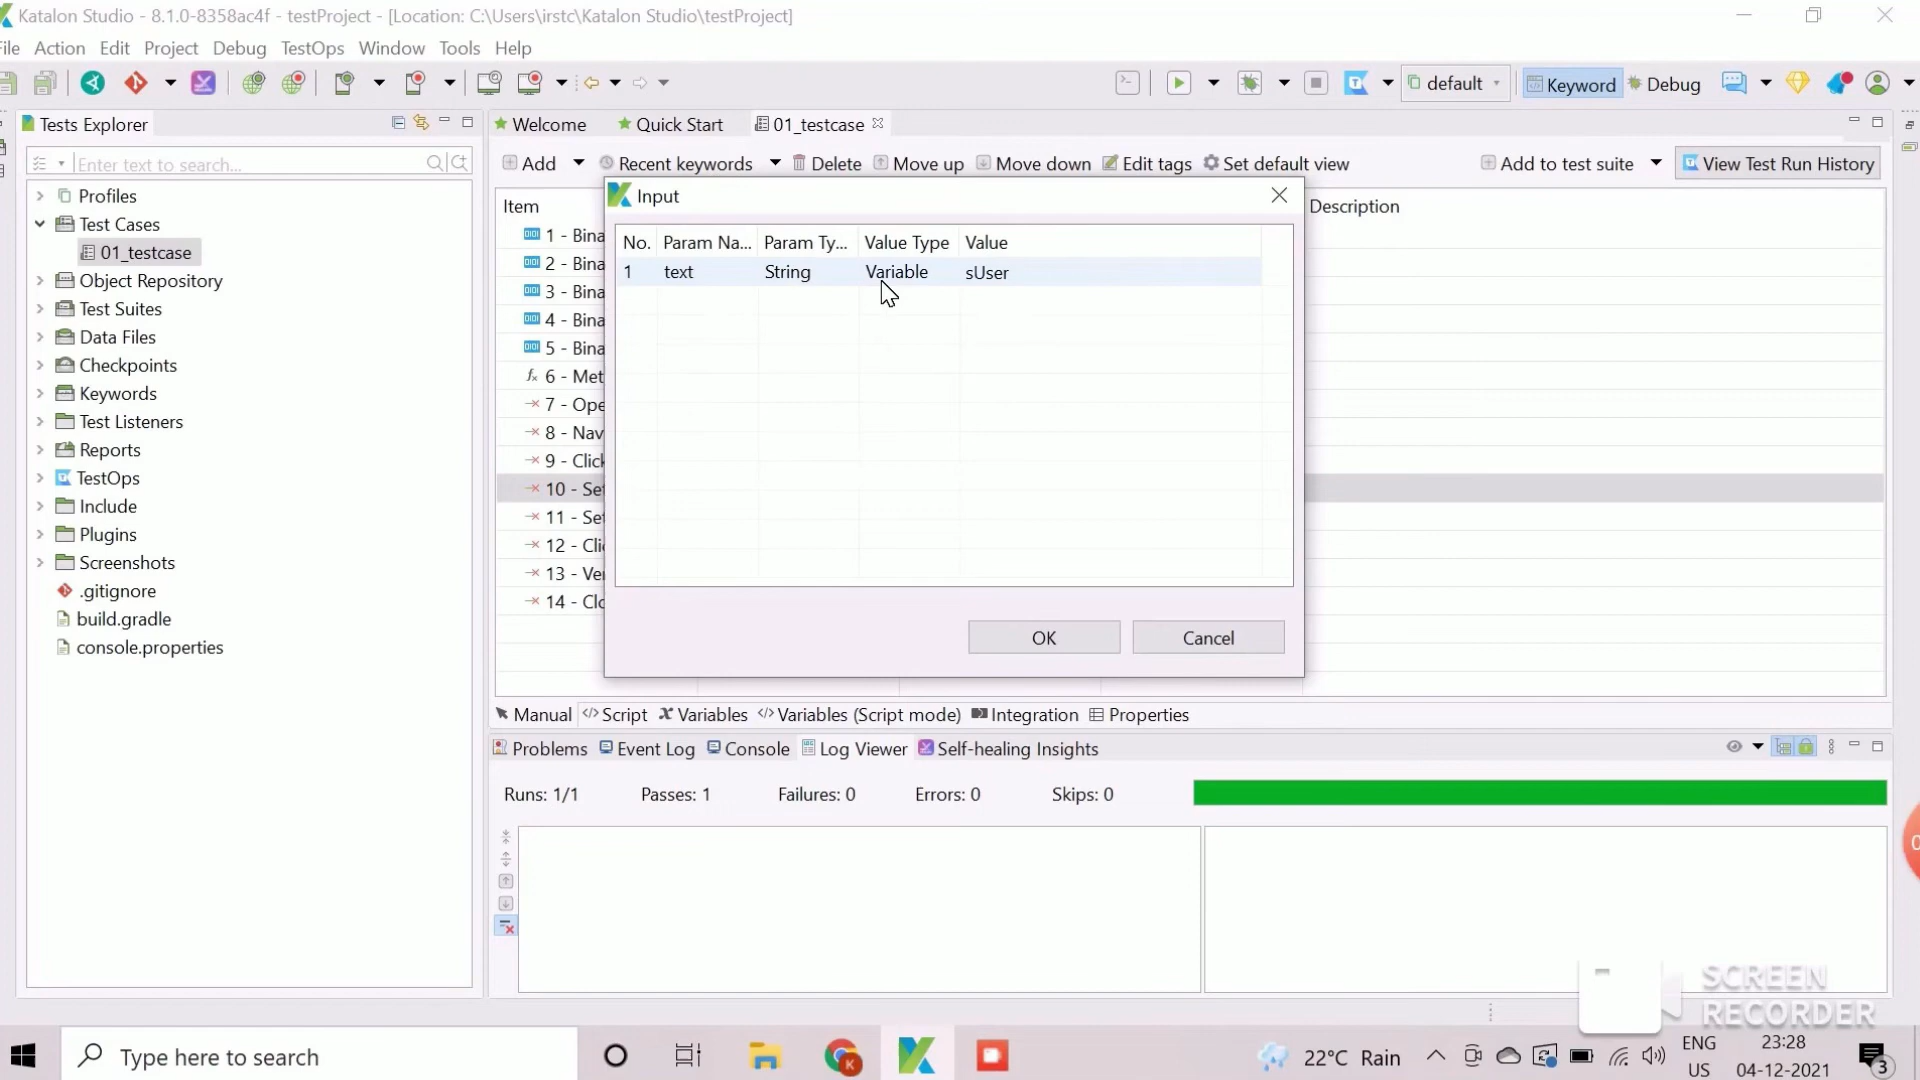 Katalon Studio - 8.1.0-8358ac4f - testProject - [Location: C:\Users\irstc\Katalon Studio\testProject]
File Action Edit Project Debug TestOps Window Tools Help
default Keyword Debug
Tests Explorer
Enter text to search...
Profiles
Test Cases
01_testcase
Object Repository
Test Suites
Data Files
Checkpoints
Keywords
Test Listeners
Reports
TestOps
Include
Plugins
Screenshots
.gitignore
build.gradle
console.properties
Welcome Quick Start 01_testcase
Add Recent keywords Delete Move up Move down Edit tags Set default view Add to test suite View Test Run History
Item Description
1 - Bina
2 - Bina
3 - Bina
4 - Bina
5 - Bina
6 - Met
7 - Ope
8 - Nav
9 - Click
10 - Set
11 - Set
12 - Clic
13 - Ver
14 - Clo
Input
No. Param Na... Param Ty... Value Type Value
1 text String Variable sUser
OK Cancel
Manual Script Variables Variables (Script mode) Integration Properties
Problems Event Log Console Log Viewer Self-healing Insights
Runs: 1/1 Passes: 1 Failures: 0 Errors: 0 Skips: 0
SCREEN
RECORDER
Type here to search
K
22°C Rain
ENG
US
23:28
04-12-2021
3